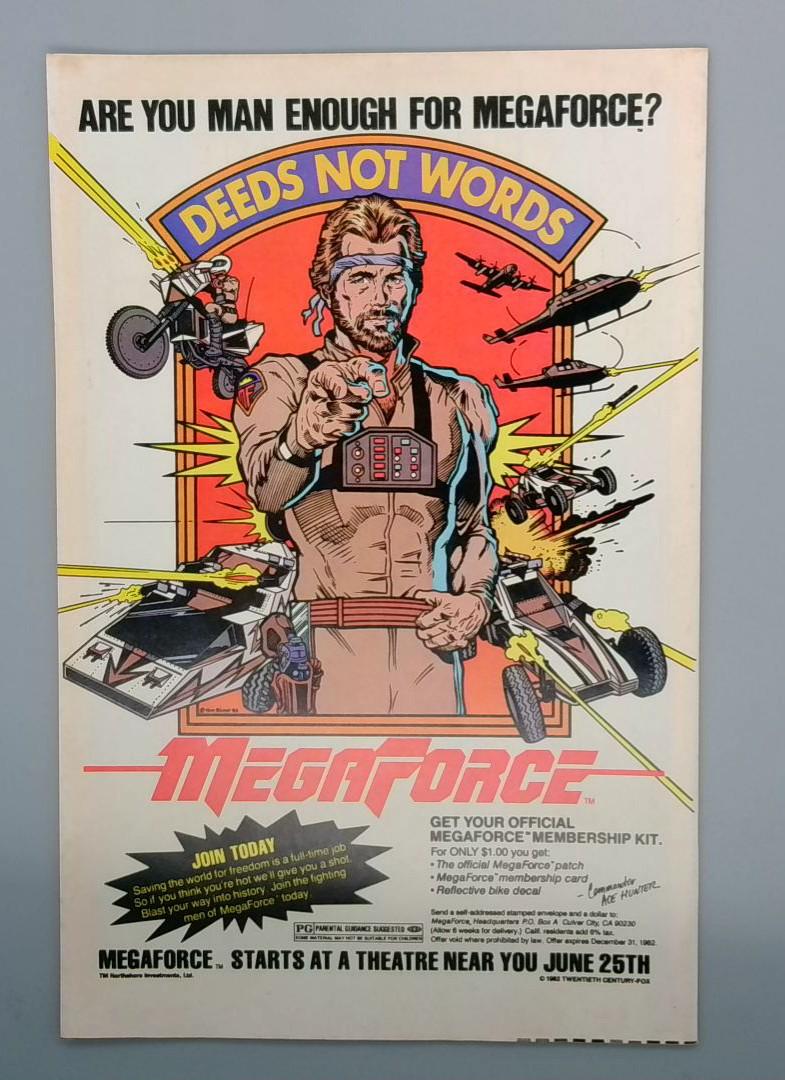 ARE YOU MAN ENOUGH FOR MEGAFORCE?™
DEEDS NOT WORDS
MF
MEGAFORCE™
JOIN TODAY
Saving the world for freedom is a full-time job
So if you think you're hot we'll give you a shot.
Blast your way into history. Join the fighting
men of MegaForce™ today.
GET YOUR OFFICIAL
MEGAFORCE™ MEMBERSHIP KIT.
For ONLY $1.00 you get:
• The official MegaForce™ patch
• MegaForce™ membership card
• Reflective bike decal
- Commander
ACE HUNTER
Send a self-addressed stamped envelope and a dollar to:
MegaForce, Headquarters P.O. Box A Culver City, CA 90230
(Allow 6 weeks for delivery.) Calif. residents add 6% tax.
Offer void where prohibited by law. Offer expires December 31, 1982.
PG PARENTAL GUIDANCE SUGGESTED
SOME MATERIAL MAY NOT BE SUITABLE FOR CHILDREN
MEGAFORCE™ STARTS AT A THEATRE NEAR YOU JUNE 25TH
TM Northshore Investments, Ltd.
© 1982 TWENTIETH CENTURY-FOX